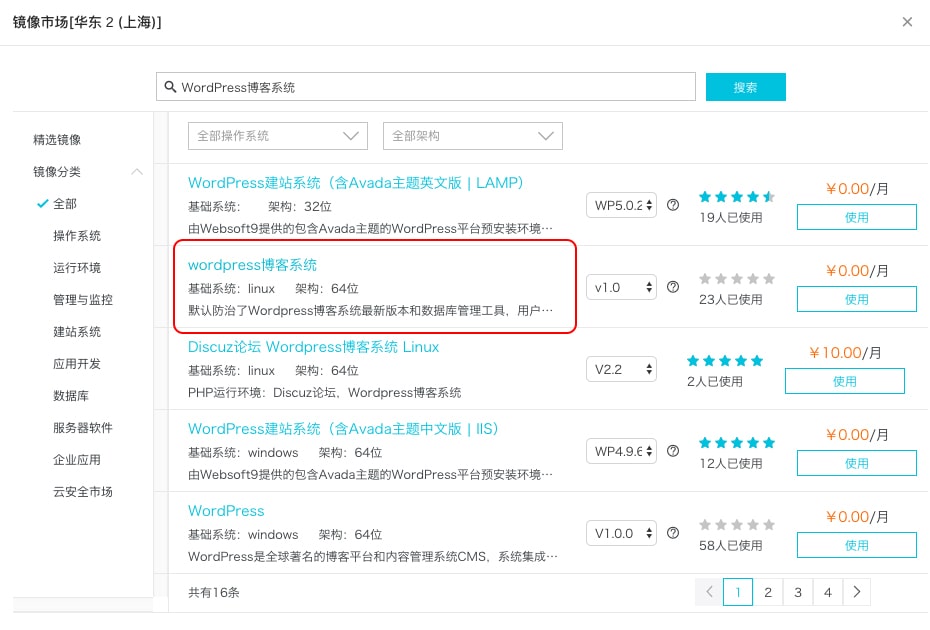 镜像市场[华东 2 (上海)]
WordPress博客系统
搜索
精选镜像
镜像分类
全部
操作系统
运行环境
管理与监控
建站系统
应用开发
数据库
服务器软件
企业应用
云安全市场
全部操作系统
全部架构
WordPress建站系统（含Avada主题英文版 | LAMP）
基础系统： 架构：32位
由Websoft9提供的包含Avada主题的WordPress平台预安装环境…
WP5.0.2
19人已使用
￥0.00/月
使用
wordpress博客系统
基础系统：linux 架构：64位
默认防治了Wordpress博客系统最新版本和数据库管理工具，用户…
v1.0
23人已使用
￥0.00/月
使用
Discuz论坛 Wordpress博客系统 Linux
基础系统：linux 架构：64位
PHP运行环境：Discuz论坛，Wordpress博客系统
V2.2
2人已使用
￥10.00/月
使用
WordPress建站系统（含Avada主题中文版 | IIS）
基础系统：windows 架构：64位
由Websoft9提供的包含Avada主题的WordPress平台预安装环境…
WP4.9.6
12人已使用
￥0.00/月
使用
WordPress
基础系统：windows 架构：64位
WordPress是全球著名的博客平台和内容管理系统CMS，系统集成…
V1.0.0
58人已使用
￥0.00/月
使用
共有16条
1 2 3 4